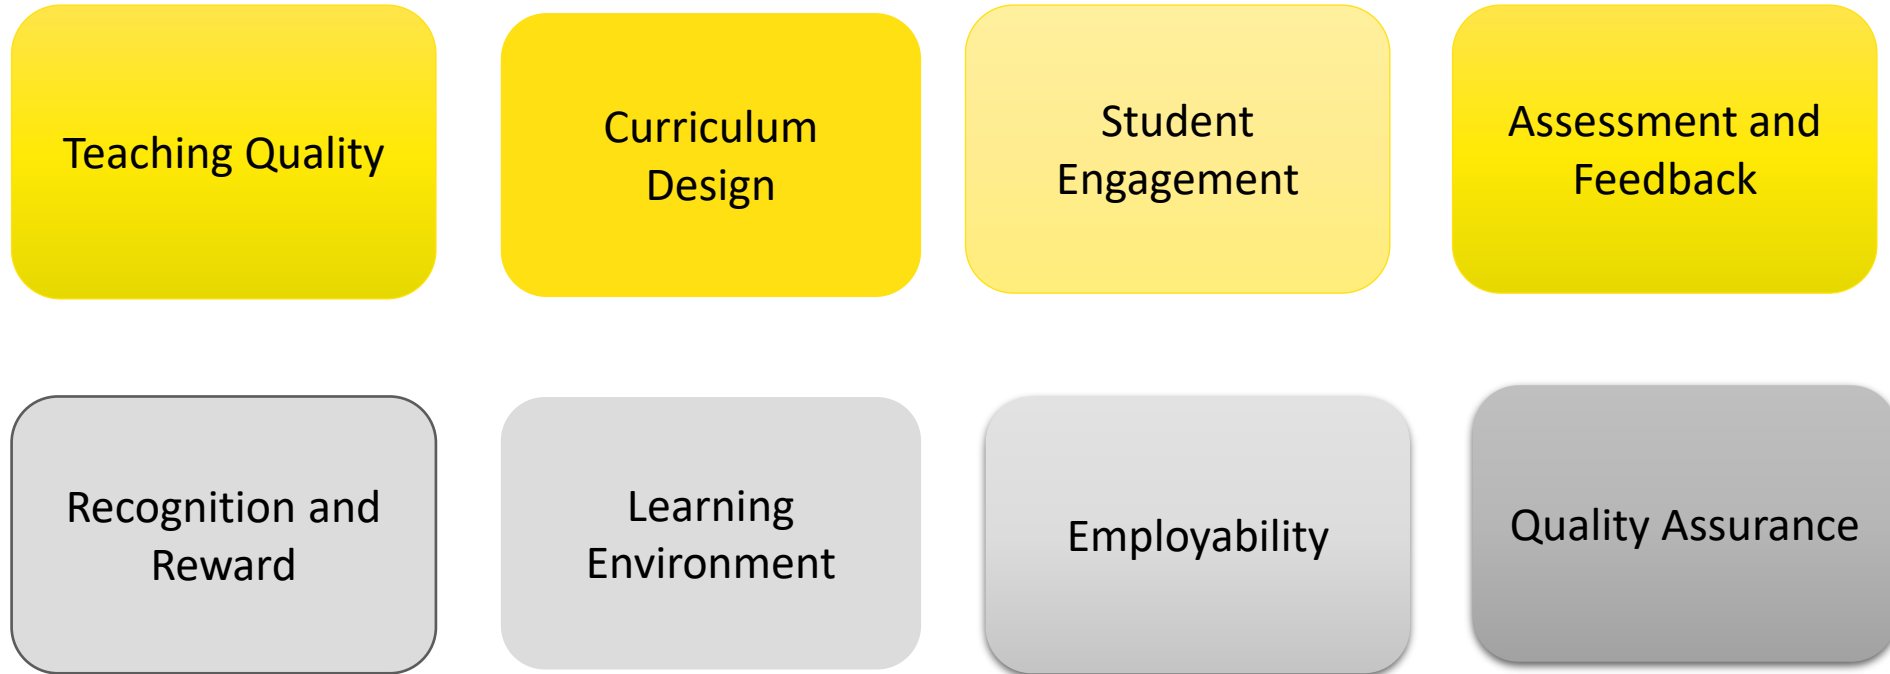 Teaching Quality
Curriculum
Design
Student
Engagement
Assessment and
Feedback
Recognition and
Reward
Learning
Environment
Employability
Quality Assurance